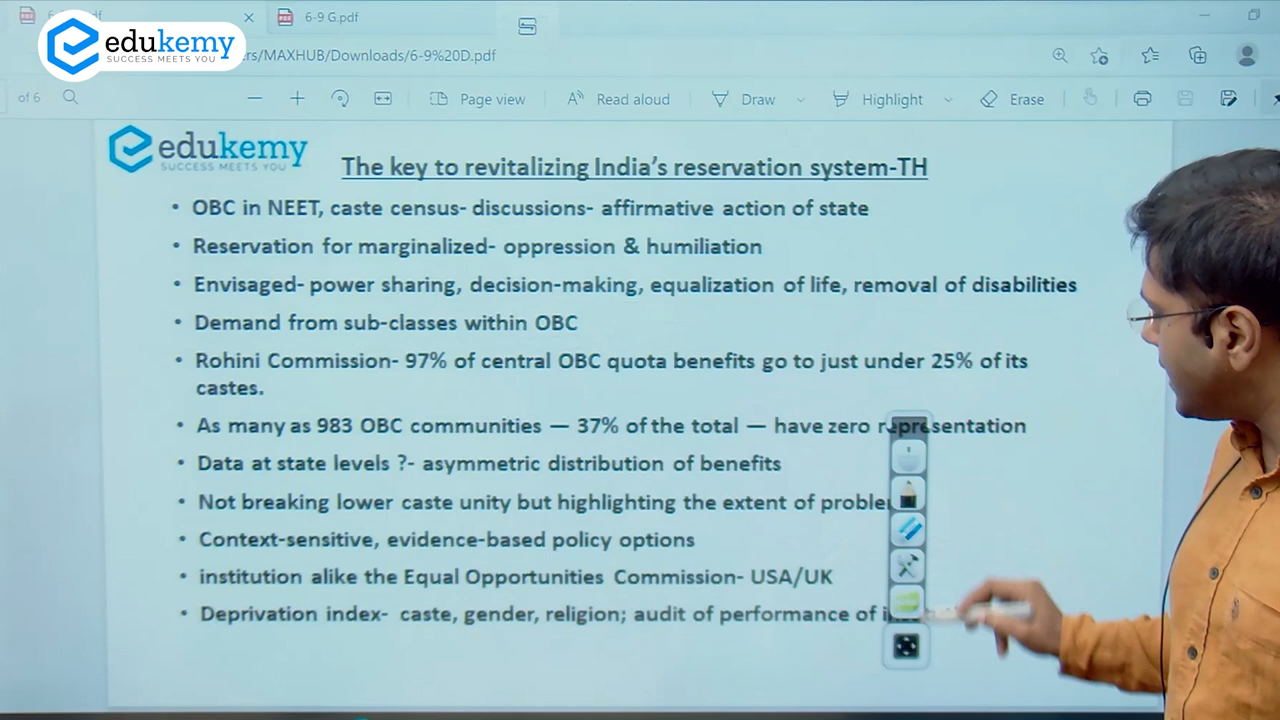 6-9 G.pdf
edukemy
SUCCESS MEETS YOU
ers/MAXHUB/Downloads/6-9%20D.pdf
of 6
Page view
Read aloud
Draw
Highlight
Erase
edukemy
SUCCESS MEETS YOU
The key to revitalizing India's reservation system-TH
• OBC in NEET, caste census- discussions- affirmative action of state
• Reservation for marginalized- oppression & humiliation
• Envisaged- power sharing, decision-making, equalization of life, removal of disabilities
• Demand from sub-classes within OBC
• Rohini Commission- 97% of central OBC quota benefits go to just under 25% of its
castes.
• As many as 983 OBC communities — 37% of the total — have zero representation
• Data at state levels ?- asymmetric distribution of benefits
• Not breaking lower caste unity but highlighting the extent of problem
• Context-sensitive, evidence-based policy options
• institution alike the Equal Opportunities Commission- USA/UK
• Deprivation index- caste, gender, religion; audit of performance of